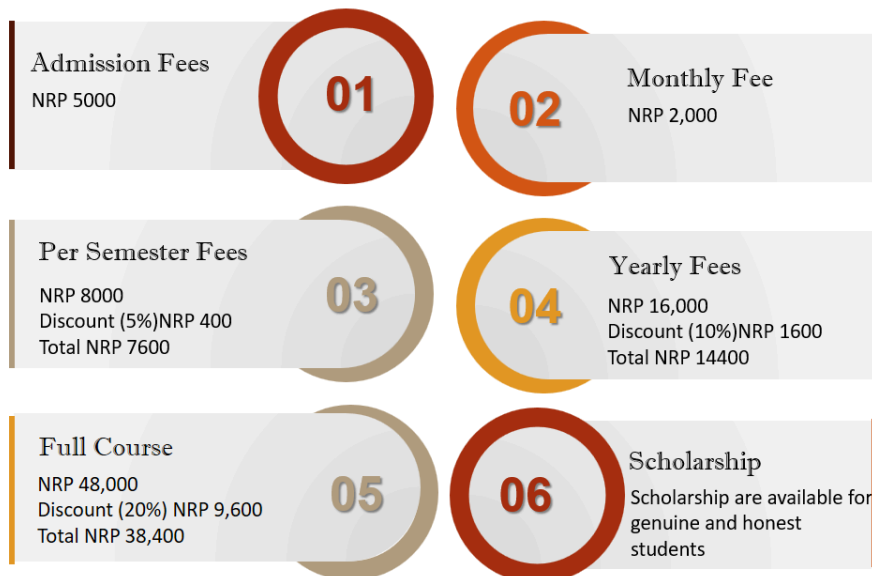 Admission Fees
NRP 5000
01
02
Monthly Fee
NRP 2,000
Per Semester Fees
NRP 8000
Discount (5%)NRP 400
Total NRP 7600
03
04
Yearly Fees
NRP 16,000
Discount (10%)NRP 1600
Total NRP 14400
Full Course
NRP 48,000
Discount (20%) NRP 9,600
Total NRP 38,400
05
06
Scholarship
Scholarship are available for
genuine and honest
students